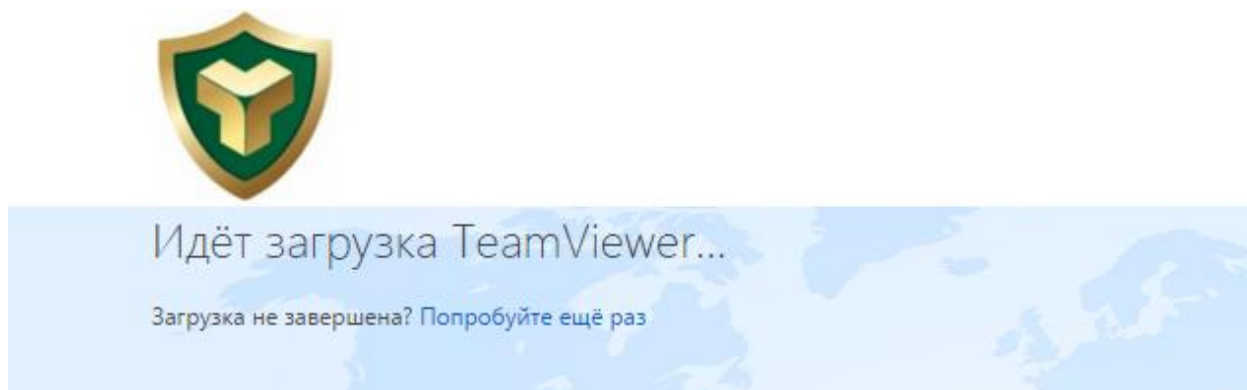 Идёт загрузка TeamViewer...
Загрузка не завершена? Попробуйте ещё раз